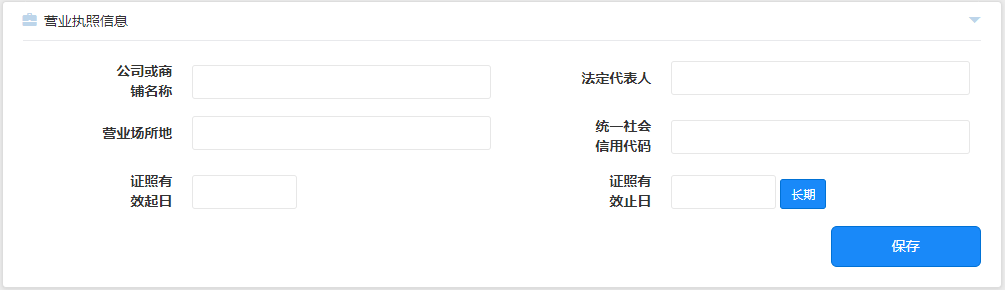 营业执照信息
公司或商
铺名称
法定代表人
营业场所地
统一社会
信用代码
证照有
效起日
证照有
效止日
长期
保存